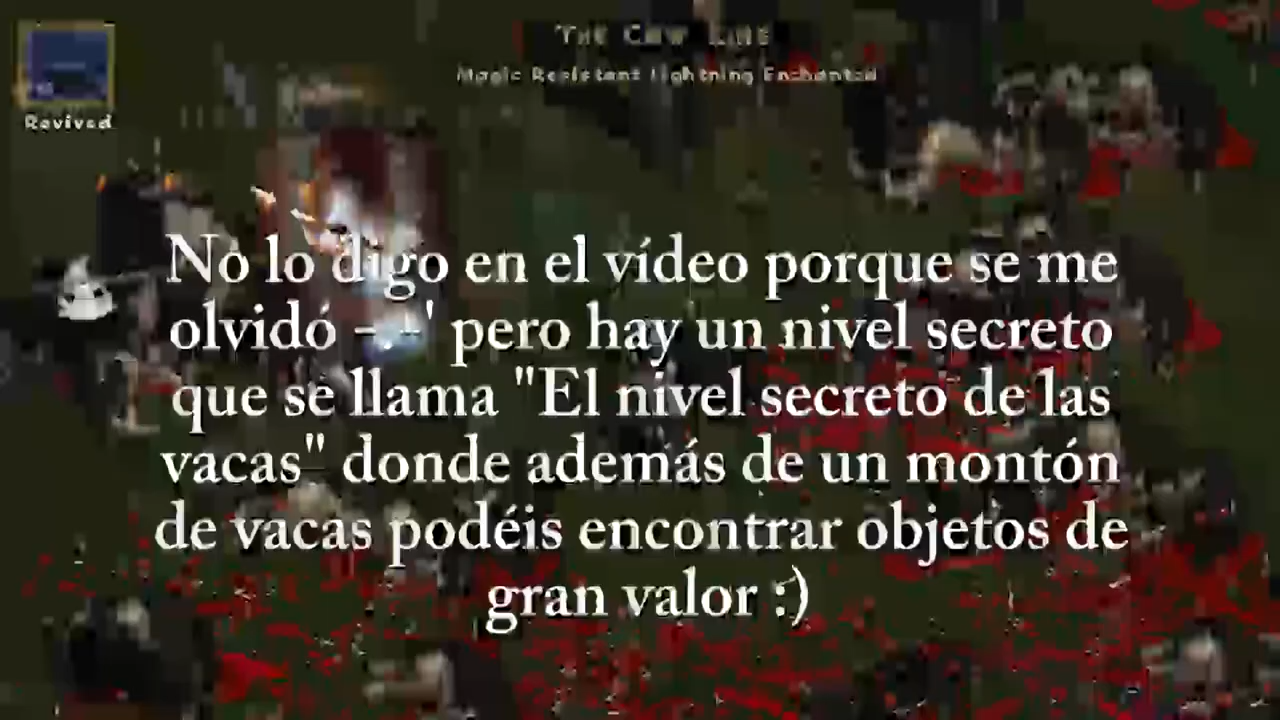 The Cow King
Magic Resistant Lightning Enchanted
Revived
No lo digo en el vídeo porque se me
olvidó -.-' pero hay un nivel secreto
que se llama "El nivel secreto de las
vacas" donde además de un montón
de vacas podéis encontrar objetos de
gran valor :)